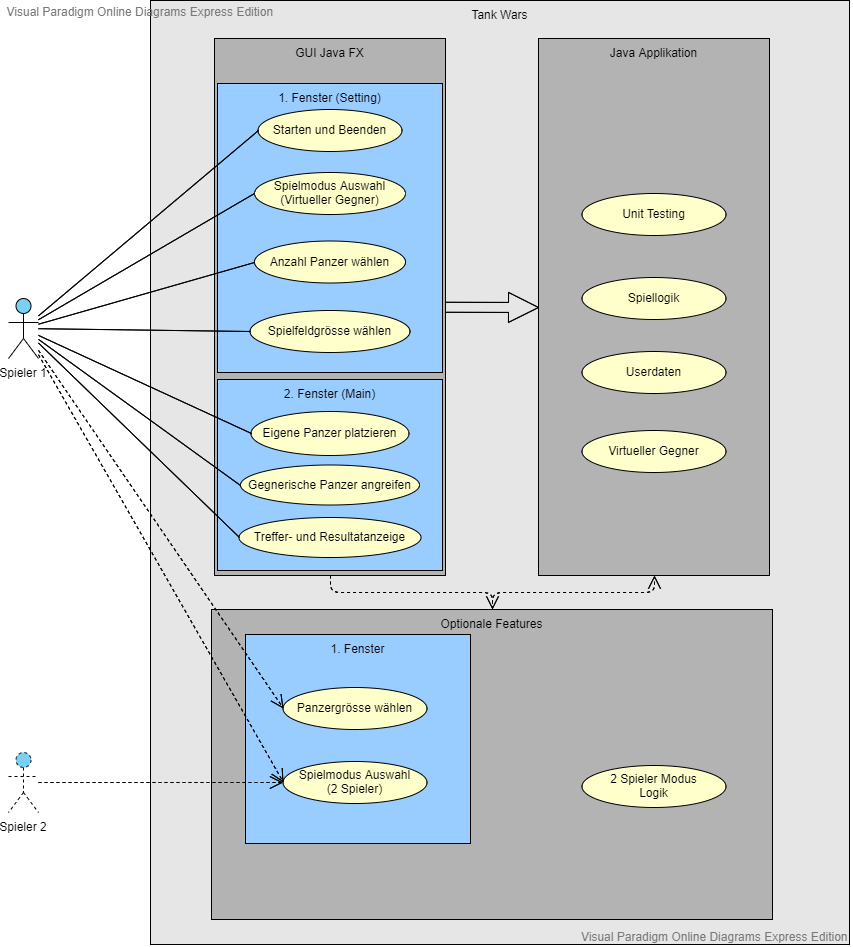 Visual Paradigm Online Diagrams Express Edition
Tank Wars
GUI Java FX
1. Fenster (Setting)
Starten und Beenden
Spielmodus Auswahl
(Virtueller Gegner)
Anzahl Panzer wählen
Spielfeldgrösse wählen
2. Fenster (Main)
Eigene Panzer platzieren
Gegnerische Panzer angreifen
Treffer- und Resultatanzeige
Java Applikation
Unit Testing
Spiellogik
Userdaten
Virtueller Gegner
Spieler 1
Optionale Features
1. Fenster
Panzergrösse wählen
Spielmodus Auswahl
(2 Spieler)
2 Spieler Modus
Logik
Spieler 2
Visual Paradigm Online Diagrams Express Edition